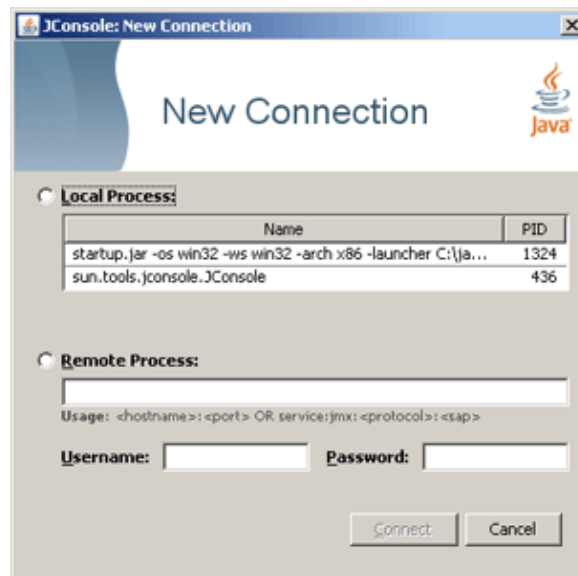 JConsole: New Connection
New Connection
Java
Local Process:
Name PID
startup.jar -os win32 -ws win32 -arch x86 -launcher C:\ja... 1324
sun.tools.jconsole.JConsole 436
Remote Process:
Usage: <hostname>:<port> OR service:jmx:<protocol>:<sap>
Username: Password:
Connect Cancel